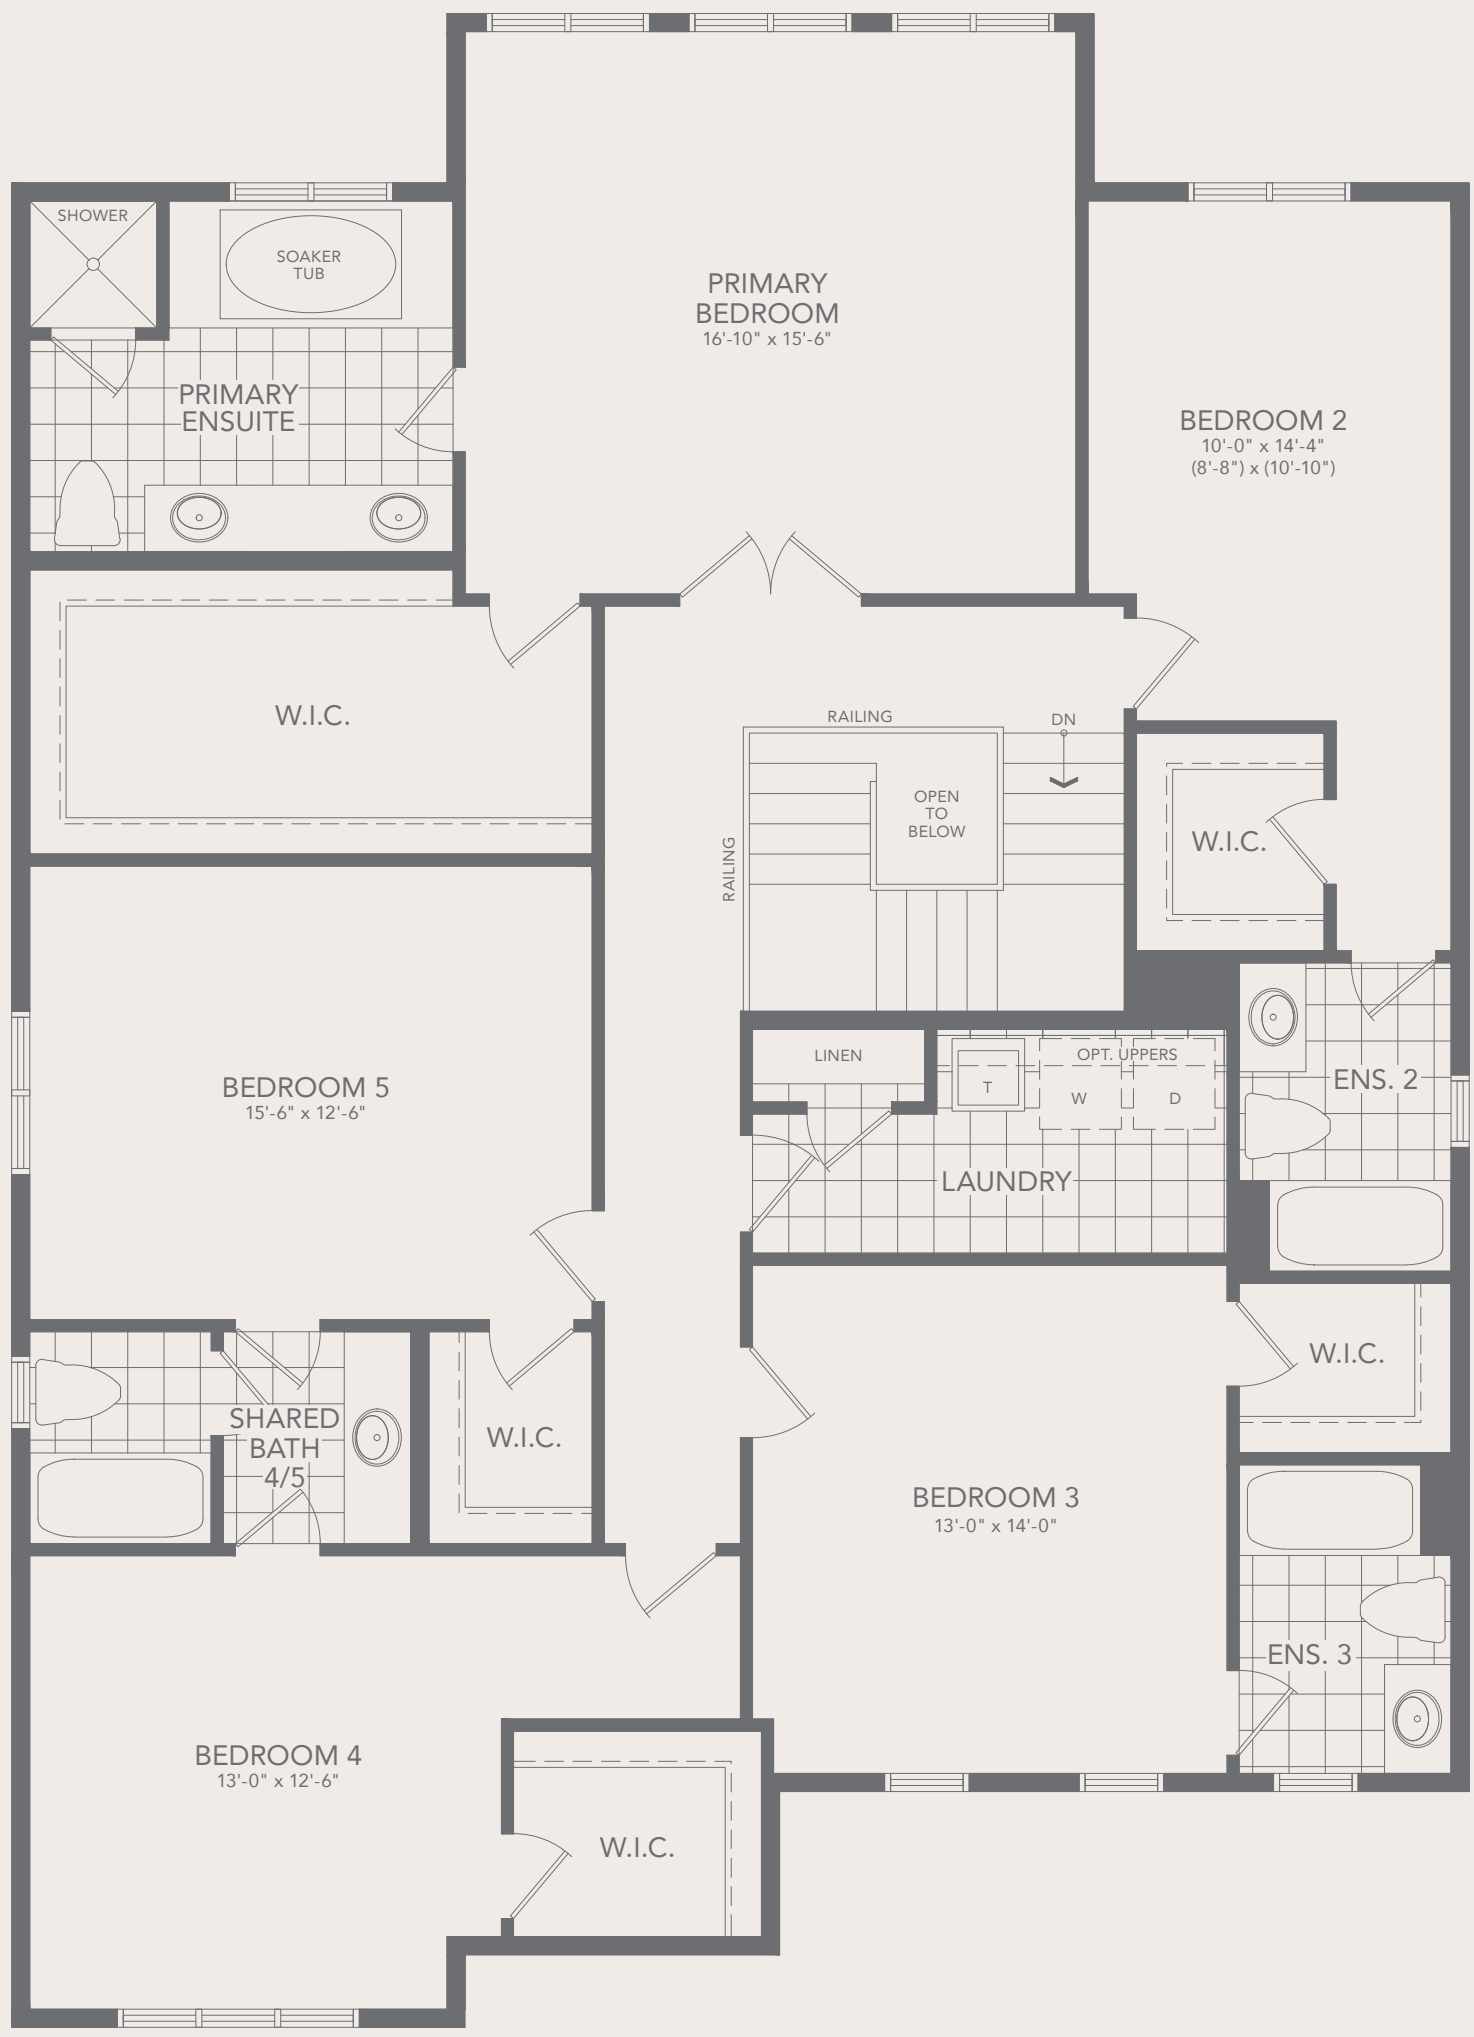 SHOWER
SOAKER
TUB
PRIMARY
BEDROOM
16'-10" x 15'-6"
PRIMARY
ENSUITE
BEDROOM 2
10'-0" x 14'-4"
(8'-8") x (10'-10")
W.I.C.
RAILING
DN
OPEN
TO
BELOW
RAILING
W.I.C.
LINEN
OPT. UPPERS
T
W
D
ENS. 2
BEDROOM 5
15'-6" x 12'-6"
LAUNDRY
W.I.C.
SHARED
BATH
4/5
W.I.C.
BEDROOM 3
13'-0" x 14'-0"
ENS. 3
BEDROOM 4
13'-0" x 12'-6"
W.I.C.